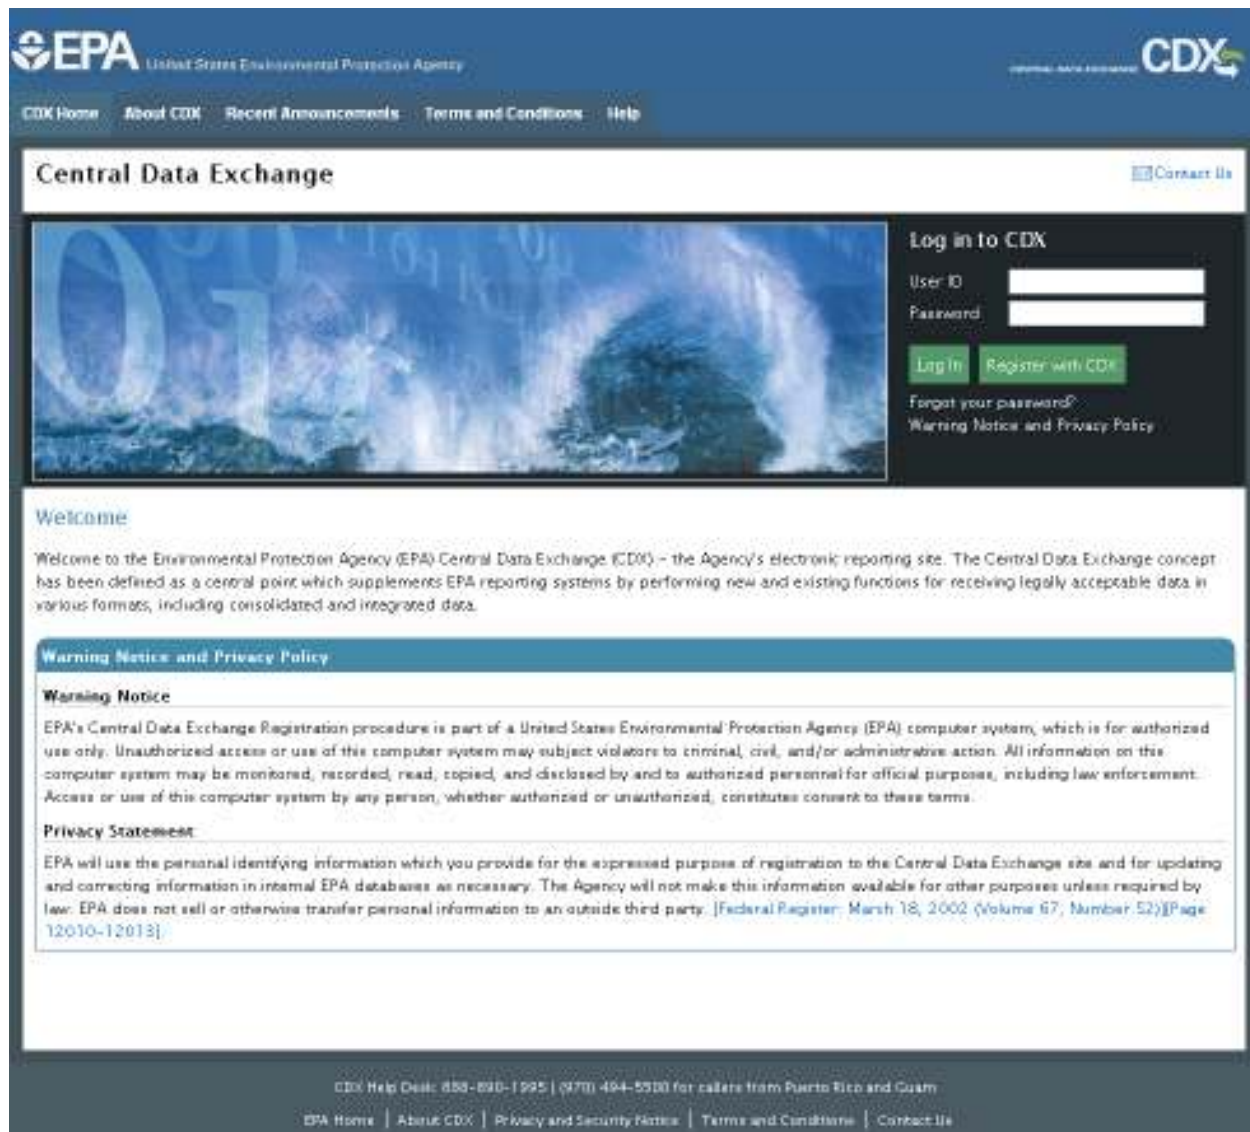 EPA United States Environmental Protection Agency
CENTRAL DATA EXCHANGE CDX
CDX Home About CDX Recent Announcements Terms and Conditions Help
Central Data Exchange
Contact Us
Log in to CDX
User ID
Password
Log In Register with CDX
Forgot your password?
Warning Notice and Privacy Policy
Welcome
Welcome to the Environmental Protection Agency (EPA) Central Data Exchange (CDX) – the Agency's electronic reporting site. The Central Data Exchange concept
has been defined as a central point which supplements EPA reporting systems by performing new and existing functions for receiving legally acceptable data in
various formats, including consolidated and integrated data.
Warning Notice and Privacy Policy
Warning Notice
EPA's Central Data Exchange Registration procedure is part of a United States Environmental Protection Agency (EPA) computer system, which is for authorized
use only. Unauthorized access or use of this computer system may subject violators to criminal, civil, and/or administrative action. All information on this
computer system may be monitored, recorded, read, copied, and disclosed by and to authorized personnel for official purposes, including law enforcement.
Access or use of this computer system by any person, whether authorized or unauthorized, constitutes consent to these terms.
Privacy Statement
EPA will use the personal identifying information which you provide for the expressed purpose of registration to the Central Data Exchange site and for updating
and correcting information in internal EPA databases as necessary. The Agency will not make this information available for other purposes unless required by
law. EPA does not sell or otherwise transfer personal information to an outside third party. [Federal Register: March 18, 2002 (Volume 67, Number 52)][Page
12010-12013].
CDX Help Desk: 888-890-1995 | (970) 494-5500 for callers from Puerto Rico and Guam
EPA Home | About CDX | Privacy and Security Notice | Terms and Conditions | Contact Us